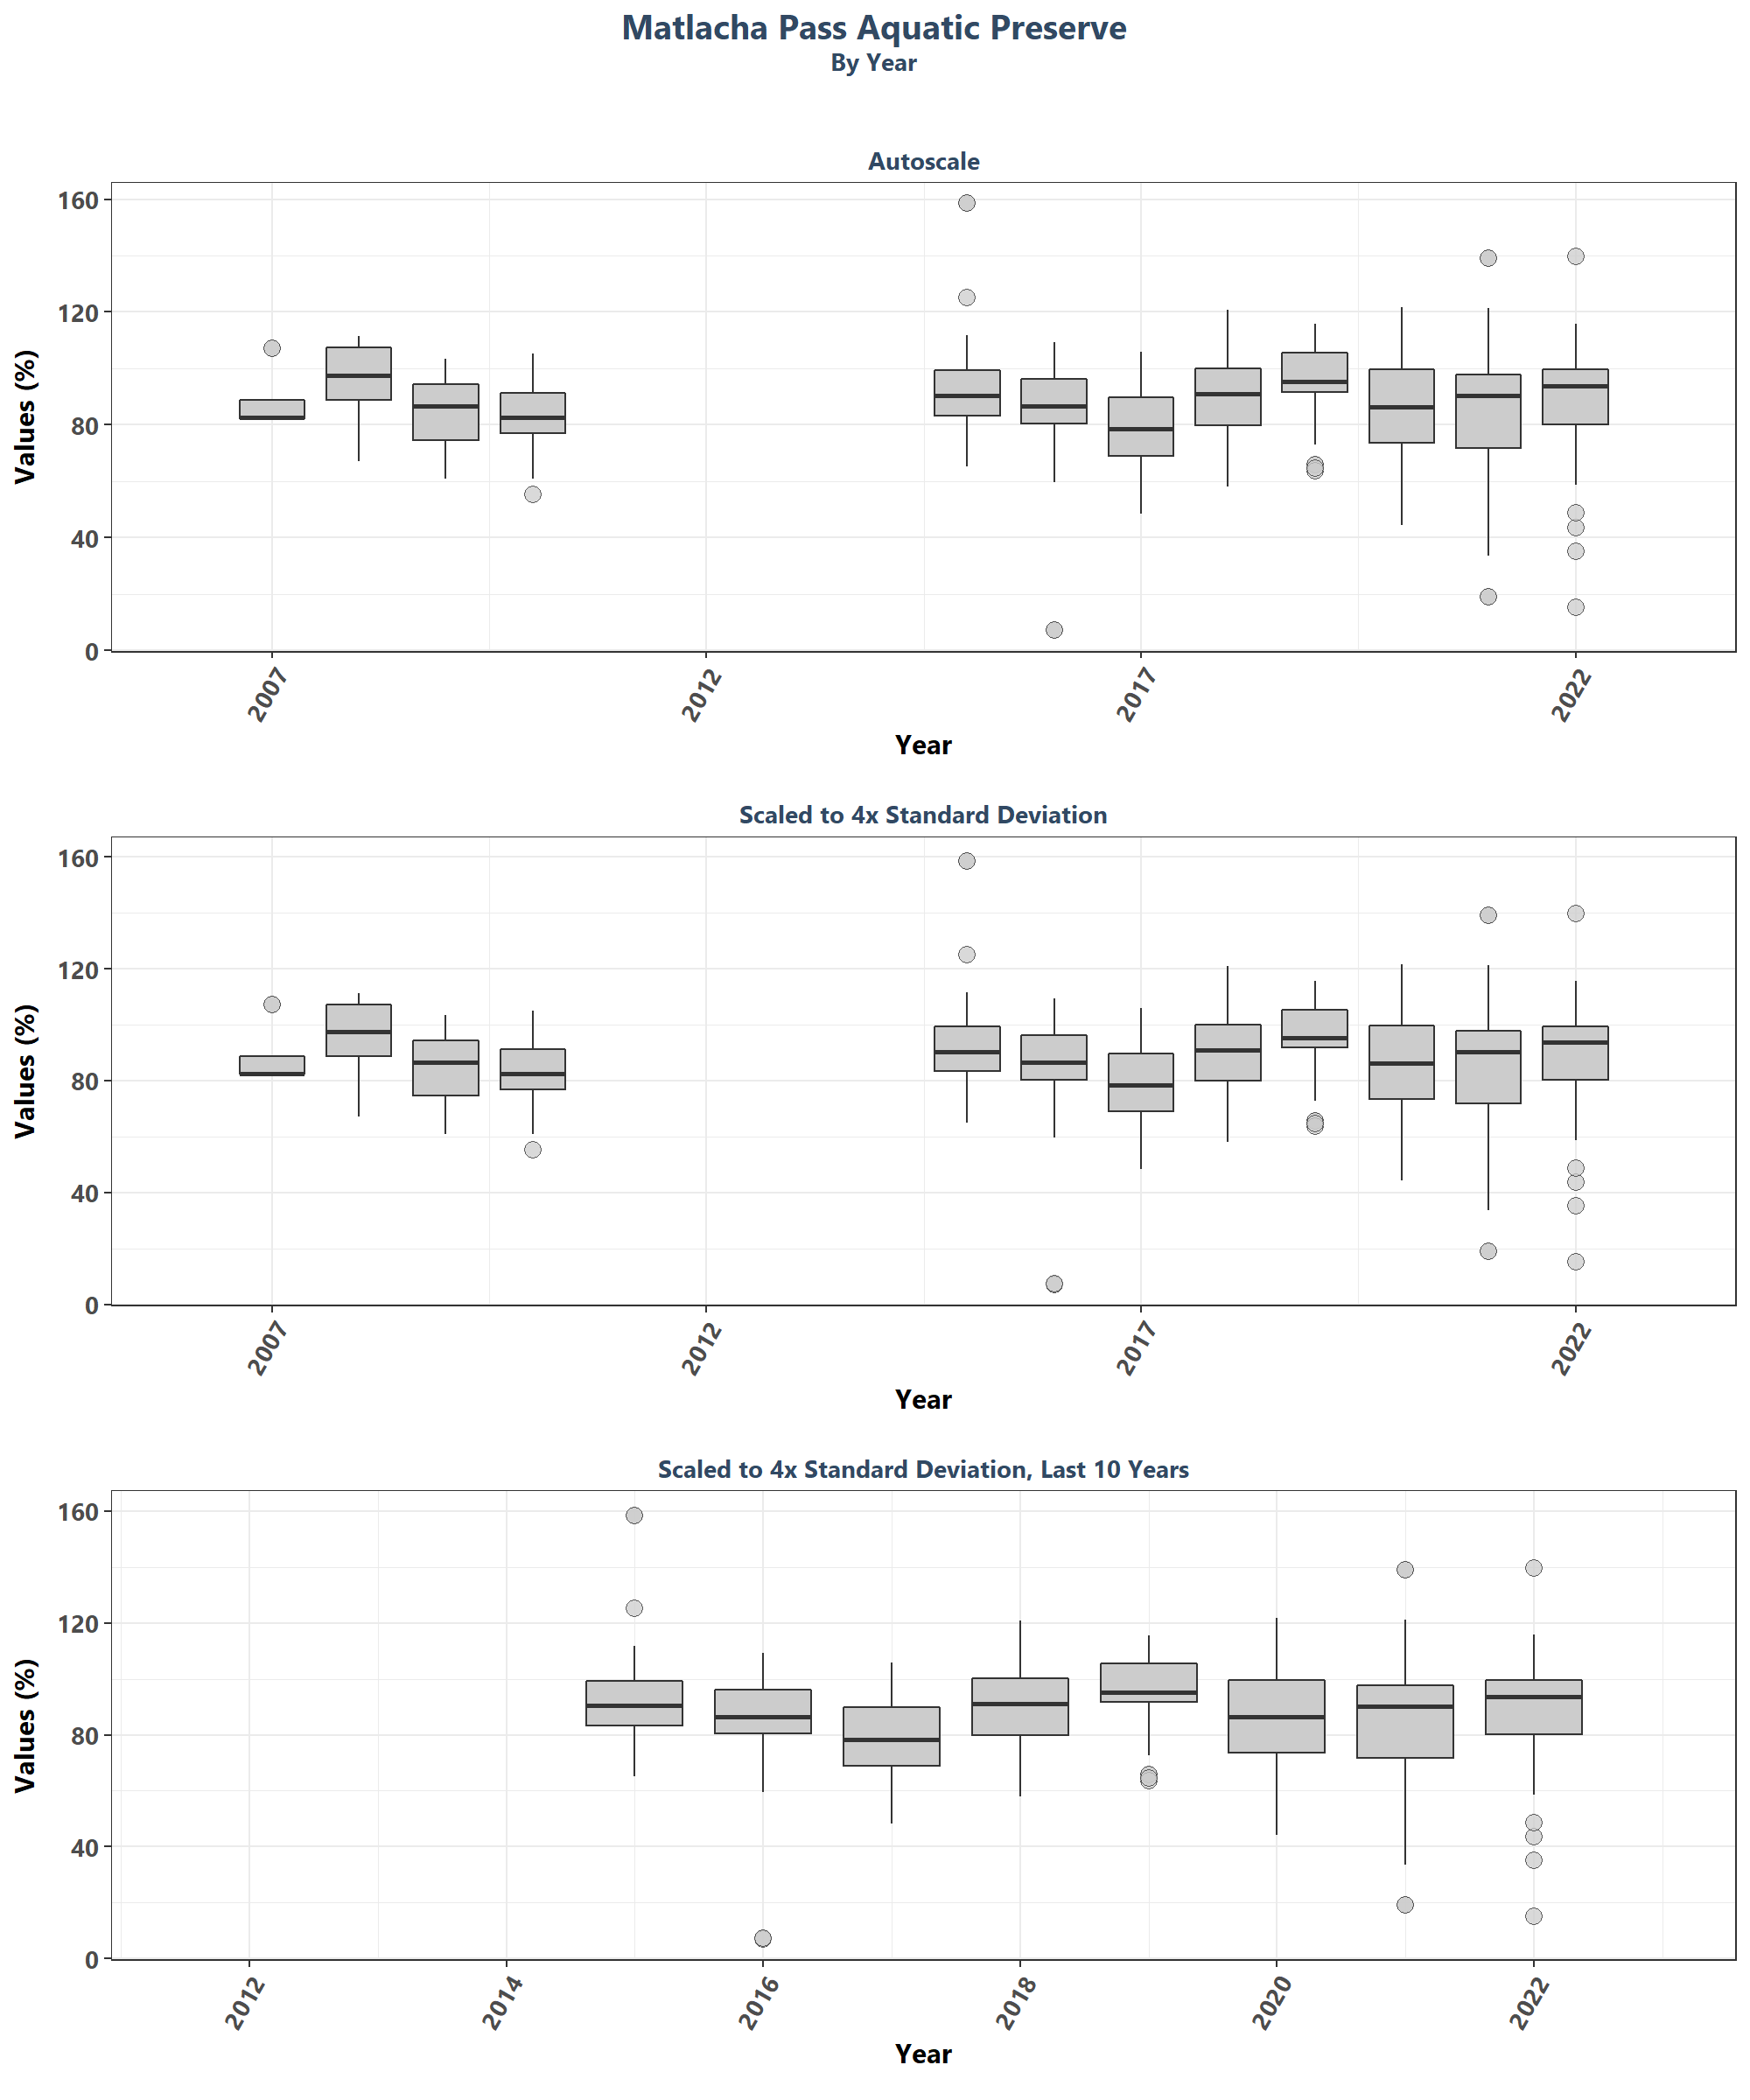 Matlacha Pass Aquatic Preserve
By Year
Autoscale
160
120
80
40
0
Values (%)
2007 2012 2017 2022
Year
Scaled to 4x Standard Deviation
160
120
80
40
0
Values (%)
2007 2012 2017 2022
Year
Scaled to 4x Standard Deviation, Last 10 Years
160
120
80
40
0
Values (%)
2012 2014 2016 2018 2020 2022
Year